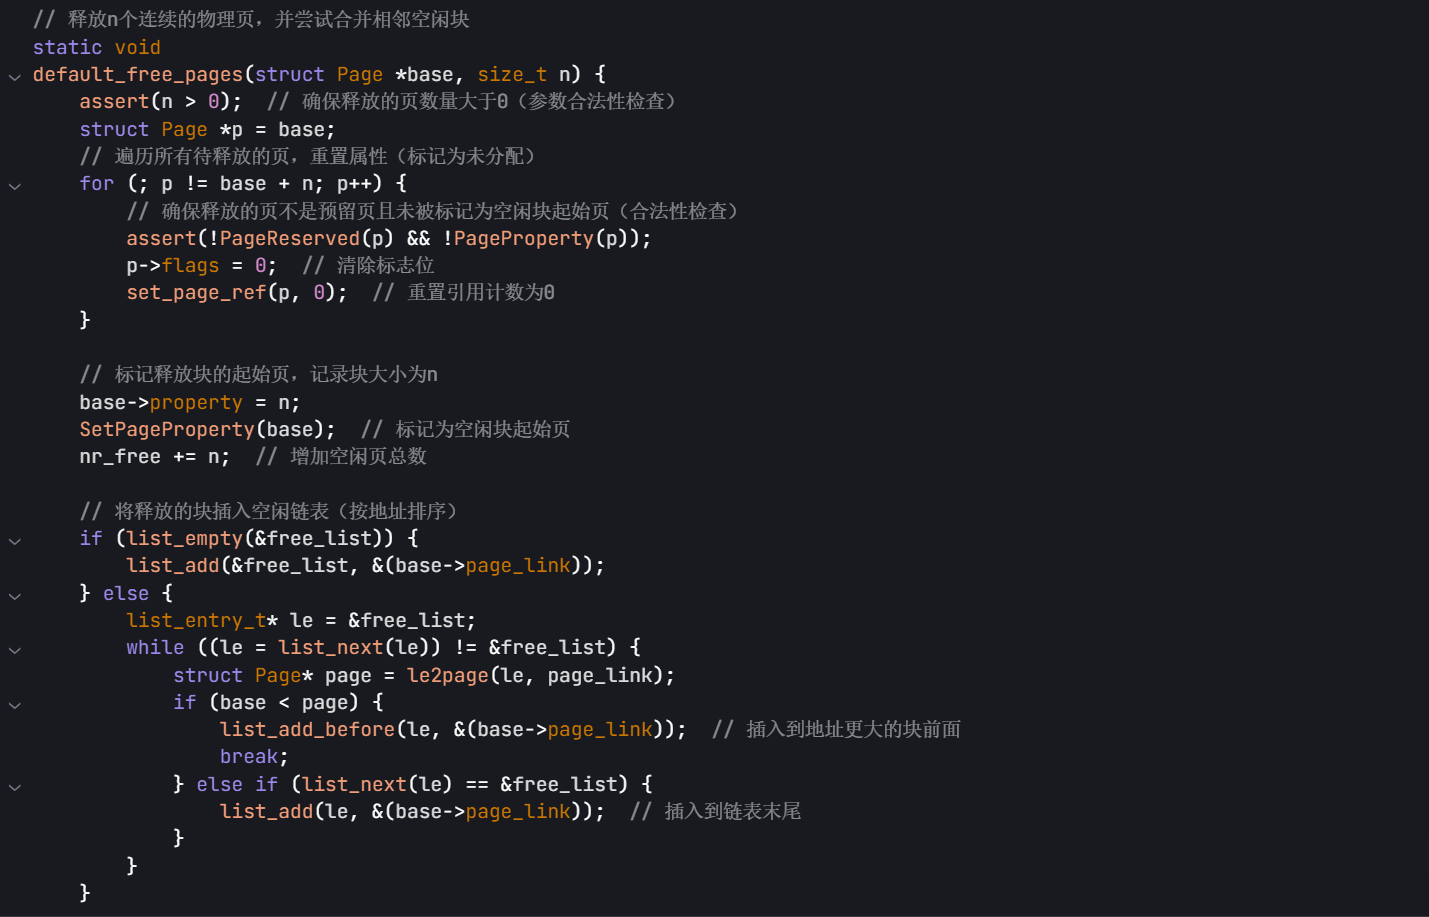 // 释放n个连续的物理页，并尝试合并相邻空闲块
static void
default_free_pages(struct Page *base, size_t n) {
    assert(n > 0);  // 确保释放的页数量大于0（参数合法性检查）
    struct Page *p = base;
    // 遍历所有待释放的页，重置属性（标记为未分配）
    for (; p != base + n; p++) {
        // 确保释放的页不是预留页且未被标记为空闲块起始页（合法性检查）
        assert(!PageReserved(p) && !PageProperty(p));
        p->flags = 0;  // 清除标志位
        set_page_ref(p, 0);  // 重置引用计数为0
    }

    // 标记释放块的起始页，记录块大小为n
    base->property = n;
    SetPageProperty(base);  // 标记为空闲块起始页
    nr_free += n;  // 增加空闲页总数

    // 将释放的块插入空闲链表（按地址排序）
    if (list_empty(&free_list)) {
        list_add(&free_list, &(base->page_link));
    } else {
        list_entry_t* le = &free_list;
        while ((le = list_next(le)) != &free_list) {
            struct Page* page = le2page(le, page_link);
            if (base < page) {
                list_add_before(le, &(base->page_link));  // 插入到地址更大的块前面
                break;
            } else if (list_next(le) == &free_list) {
                list_add(le, &(base->page_link));  // 插入到链表末尾
            }
        }
    }